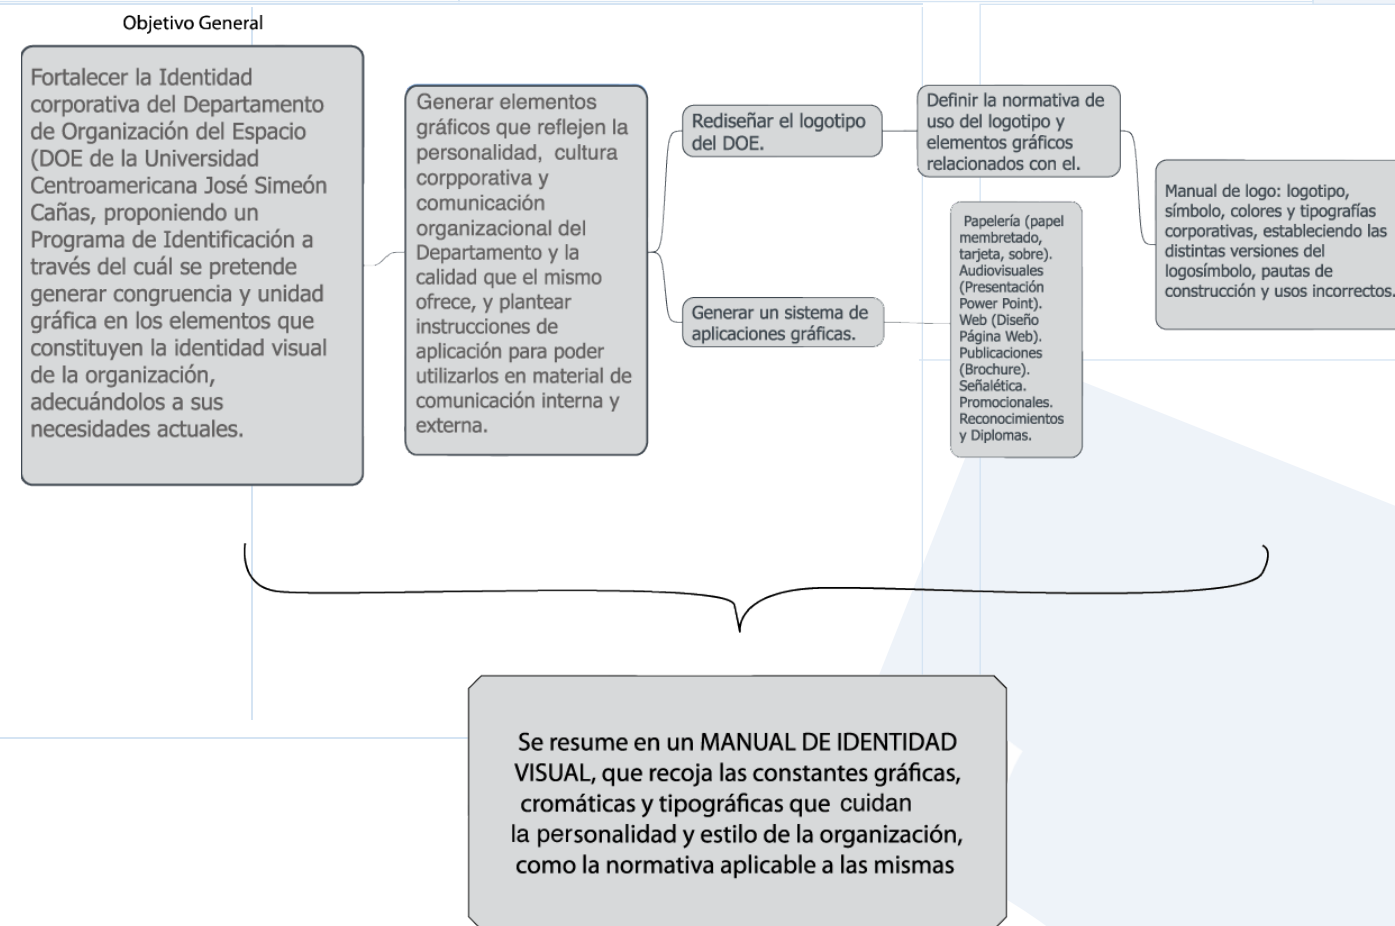 Objetivo General
Fortalecer la Identidad
corporativa del Departamento
de Organización del Espacio
(DOE de la Universidad
Centroamericana José Simeón
Cañas, proponiendo un
Programa de Identificación a
través del cuál se pretende
generar congruencia y unidad
gráfica en los elementos que
constituyen la identidad visual
de la organización,
adecuándolos a sus
necesidades actuales.
Generar elementos
gráficos que reflejen la
personalidad, cultura
corpporativa y
comunicación
organizacional del
Departamento y la
calidad que el mismo
ofrece, y plantear
instrucciones de
aplicación para poder
utilizarlos en material de
comunicación interna y
externa.
Rediseñar el logotipo
del DOE.
Definir la normativa de
uso del logotipo y
elementos gráficos
relacionados con el.
Manual de logo: logotipo,
símbolo, colores y tipografías
corporativas, estableciendo las
distintas versiones del
logosímbolo, pautas de
construcción y usos incorrectos.
Generar un sistema de
aplicaciones gráficas.
Papelería (papel
membretado,
tarjeta, sobre).
Audiovisuales
(Presentación
Power Point).
Web (Diseño
Página Web).
Publicaciones
(Brochure).
Señalética.
Promocionales.
Reconocimientos
y Diplomas.
Se resume en un MANUAL DE IDENTIDAD
VISUAL, que recoja las constantes gráficas,
cromáticas y tipográficas que cuidan
la personalidad y estilo de la organización,
como la normativa aplicable a las mismas